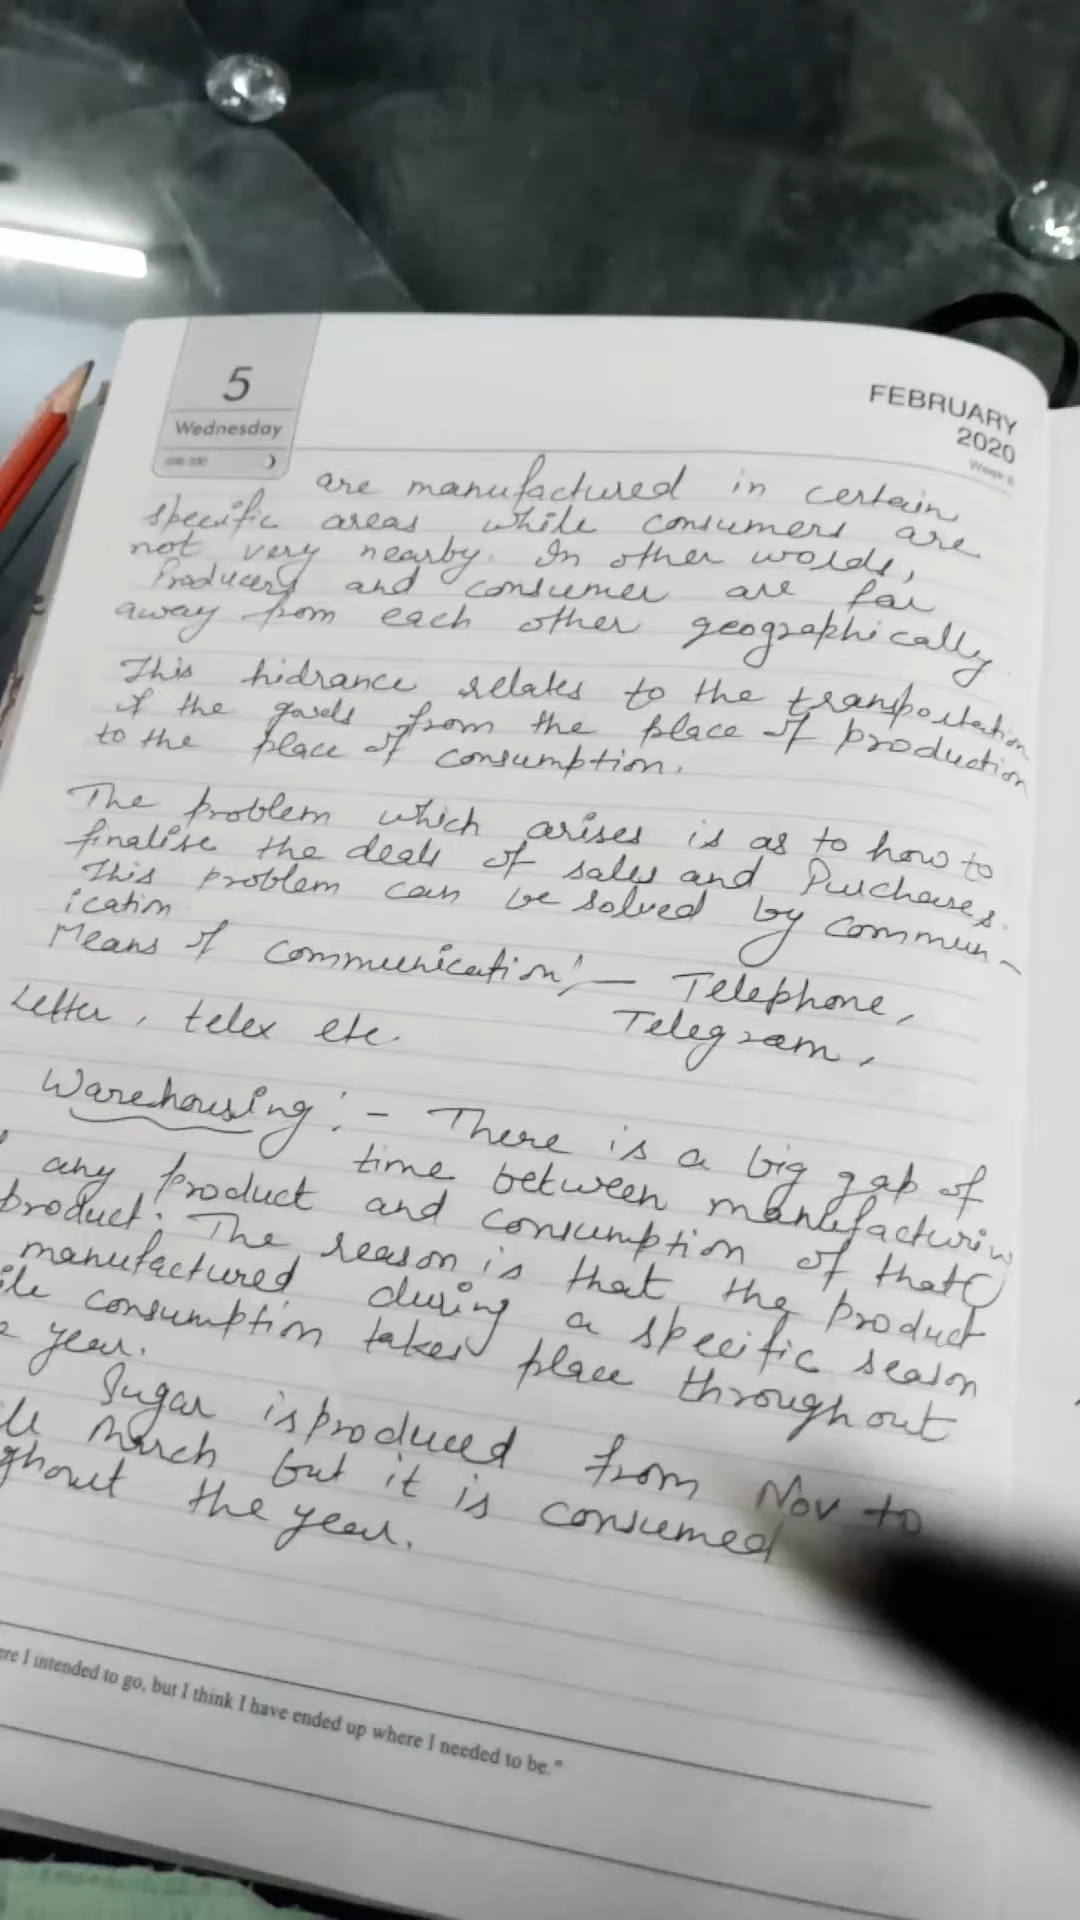 5
Wednesday
FEBRUARY
2020
Week 6
are manufactured in certain
specific areas while consumers are
not very nearby. In other words,
Producers and consumer are far
away from each other geographically
This hidrance relates to the transportation
of the goods from the place of production
to the place of consumption.
The problem which arises is as to how to
finalise the deals of sales and Purchases.
This problem can be solved by commun-
ication
Means of communication:- Telephone,
Telegram,
Letter, telex etc.
Warehousing:- There is a big gap of
time between manufacturing
any product and consumption of that
product. The reason is that the product
manufactured during a specific season
consumption takes place throughout
year.
Sugar is produced from Nov to
March but it is consumed
the year.
I intended to go, but I think I have ended up where I needed to be."